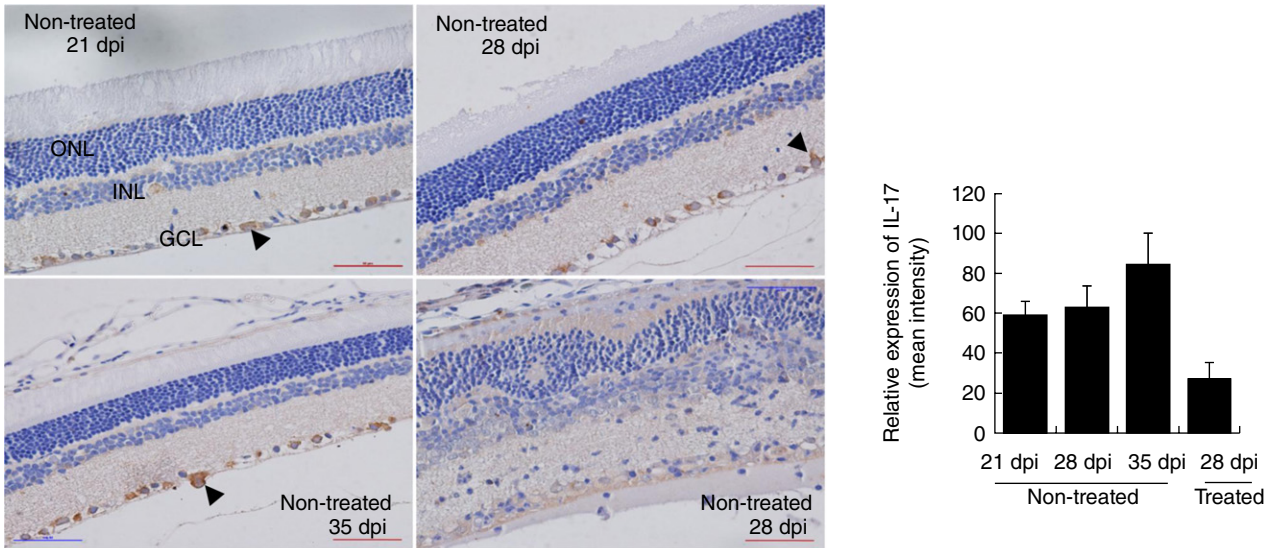 Non-treated
21 dpi
ONL
INL
GCL
Non-treated
28 dpi
Non-treated
35 dpi
Non-treated
28 dpi
Relative expression of IL-17
(mean intensity)
120
100
80
60
40
20
0
21 dpi 28 dpi 35 dpi 28 dpi
Non-treated Treated